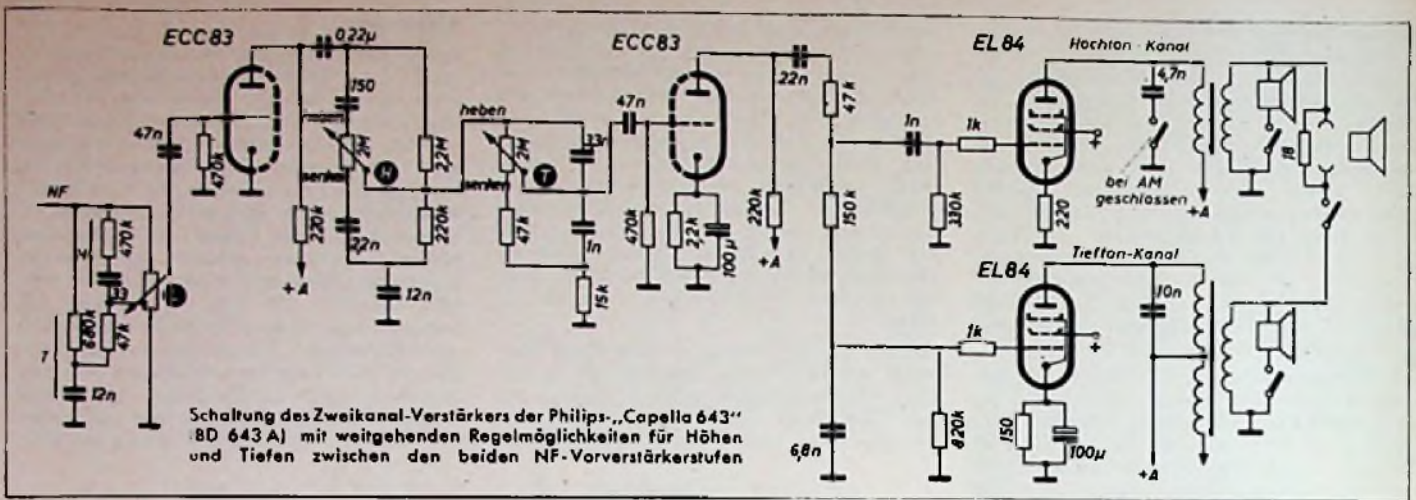 ECC83
0,22µ
150
47n
470k
NF
470k
33
680k
47k
12n
T
220k
+A
2M
H
senken
2,2n
2,2M
220k
12n
heben
2M
T
senken
47k
1n
15k
47n
ECC83
470k
2,2k
100µ
220k
+A
22n
47k
150k
6,8n
1n
330k
1k
EL84
Hochton-Kanal
4,7n
bei AM
geschlossen
220
+
+A
18
EL84
Tiefton-Kanal
1k
820k
150
100µ
10n
+
+A
Schaltung des Zweikanal-Verstärkers der Philips-„Capella 643“
BD 643 A) mit weitgehenden Regelmöglichkeiten für Höhen
und Tiefen zwischen den beiden NF-Vorverstärkerstufen